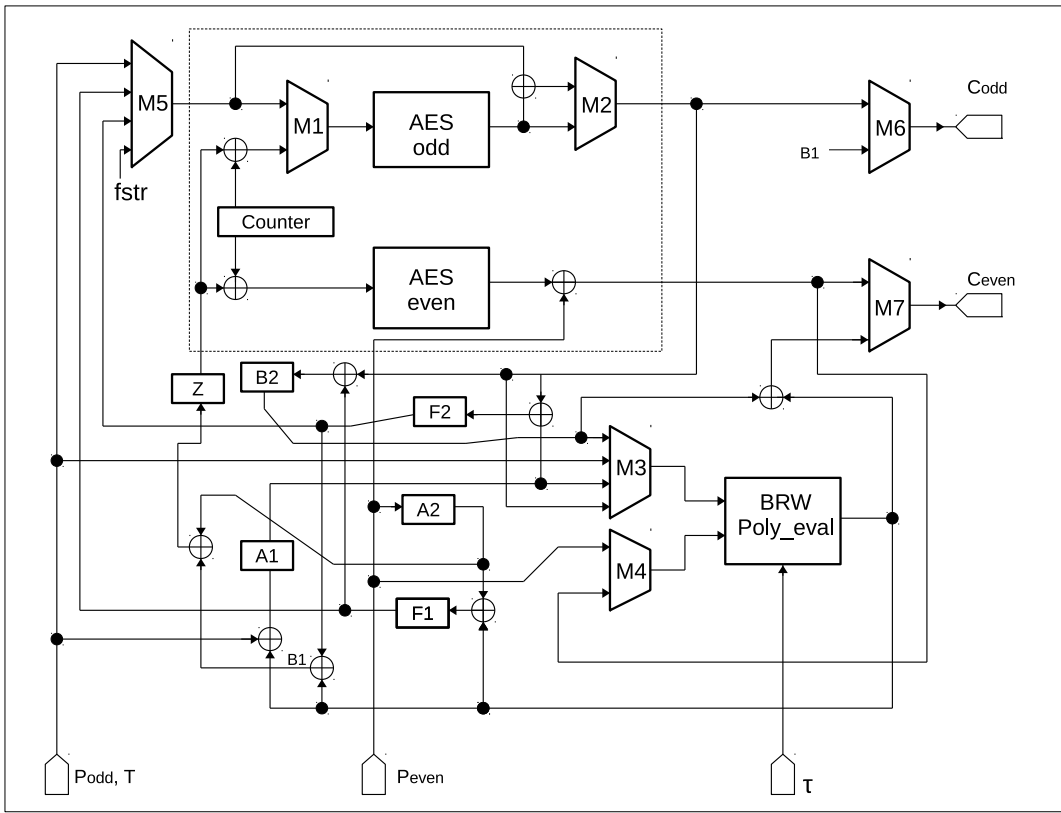 Codd
M5
M2
M1
AES
odd
M6
B1
fstr
Counter
AES
even
Ceven
M7
Z
B2
F2
M3
A2
BRW
Poly_eval
A1
M4
F1
B1
Podd, T
Peven
τ